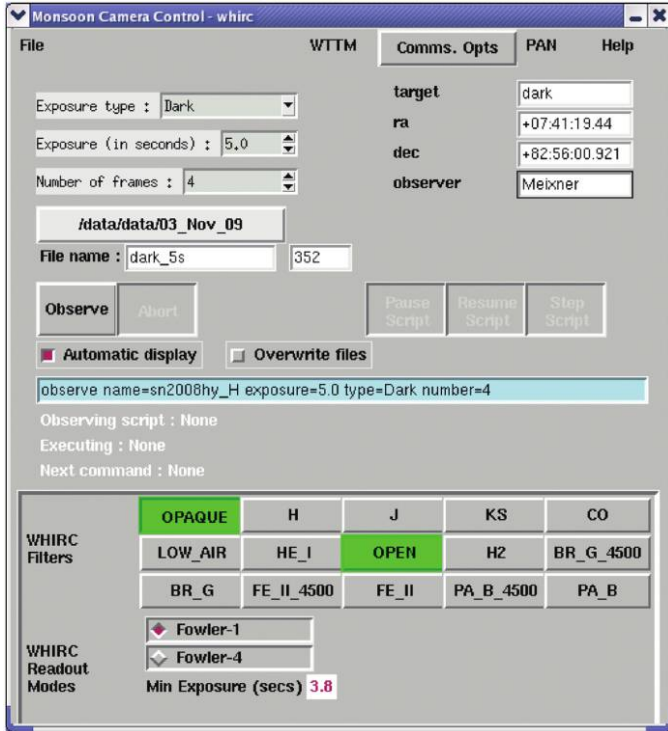 Monsoon Camera Control - whirc
File WTTM Comms. Opts PAN Help
Exposure type : Dark
Exposure (in seconds) : 5.0
Number of frames : 4
target dark
ra +07:41:19.44
dec +82:56:00.921
observer Meixner
/data/data/03_Nov_09
File name : dark_5s 352
Observe Abort
Pause Script
Resume Script
Step Script
Automatic display Overwrite files
observe name=sn2008hy_H exposure=5.0 type=Dark number=4
Observing script : None
Executing : None
Next command : None
WHIRC Filters
OPAQUE H J KS CO
LOW_AIR HE_I OPEN H2 BR_G_4500
BR_G FE_II_4500 FE_II PA_B_4500 PA_B
WHIRC Readout Modes
Fowler-1
Fowler-4
Min Exposure (secs) 3.8